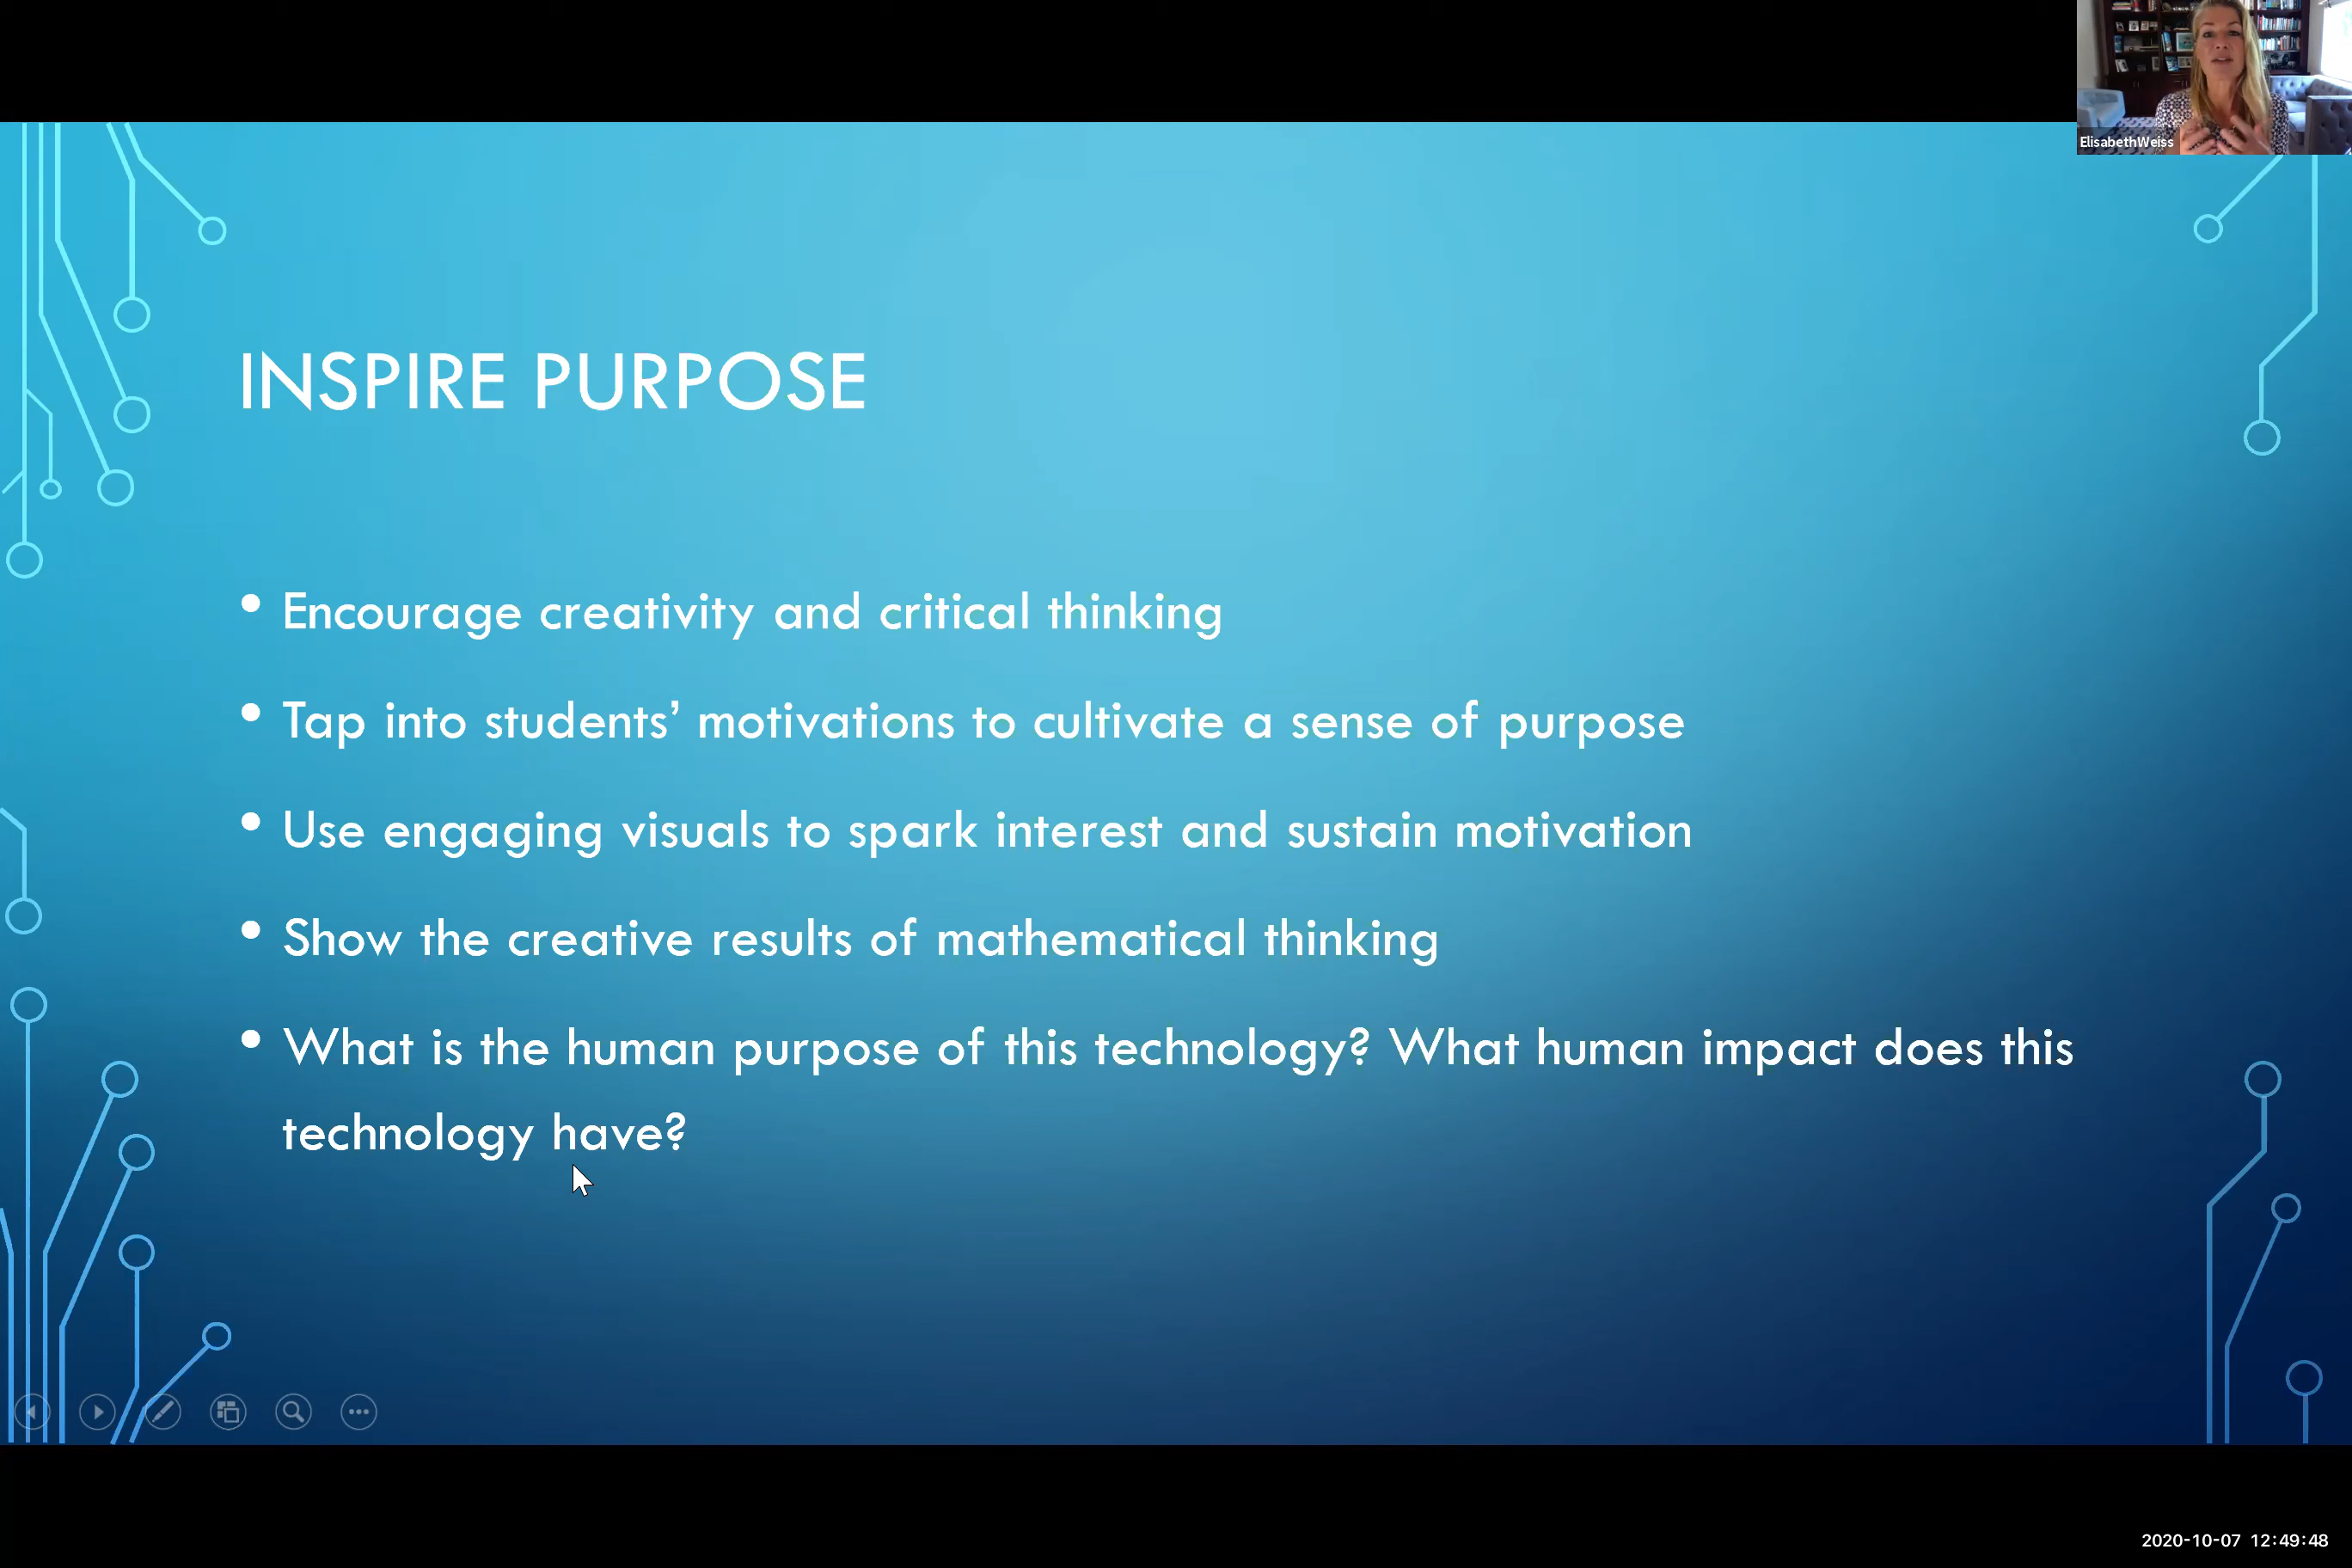 ElisabethWeiss
INSPIRE PURPOSE
• Encourage creativity and critical thinking
• Tap into students’ motivations to cultivate a sense of purpose
• Use engaging visuals to spark interest and sustain motivation
• Show the creative results of mathematical thinking
• What is the human purpose of this technology? What human impact does this
technology have?
2020-10-07 12:49:48